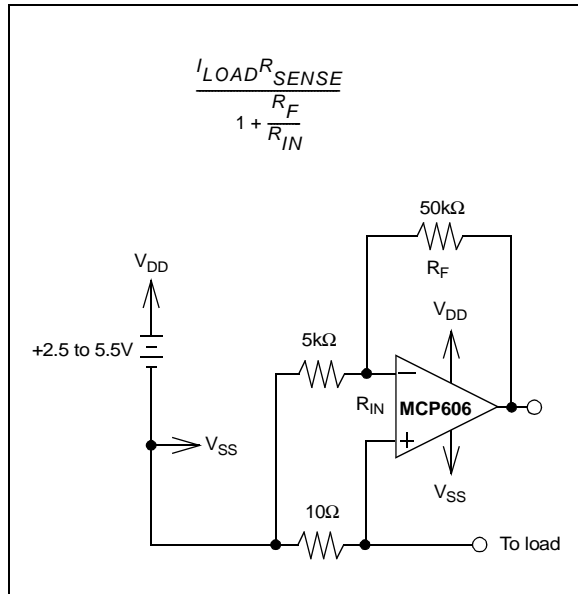 I_LOAD R_SENSE
1 + R_F
R_IN
50kΩ
R_F
V_DD
V_DD
+2.5 to 5.5V
5kΩ
R_IN
MCP606
V_SS
V_SS
10Ω
To load